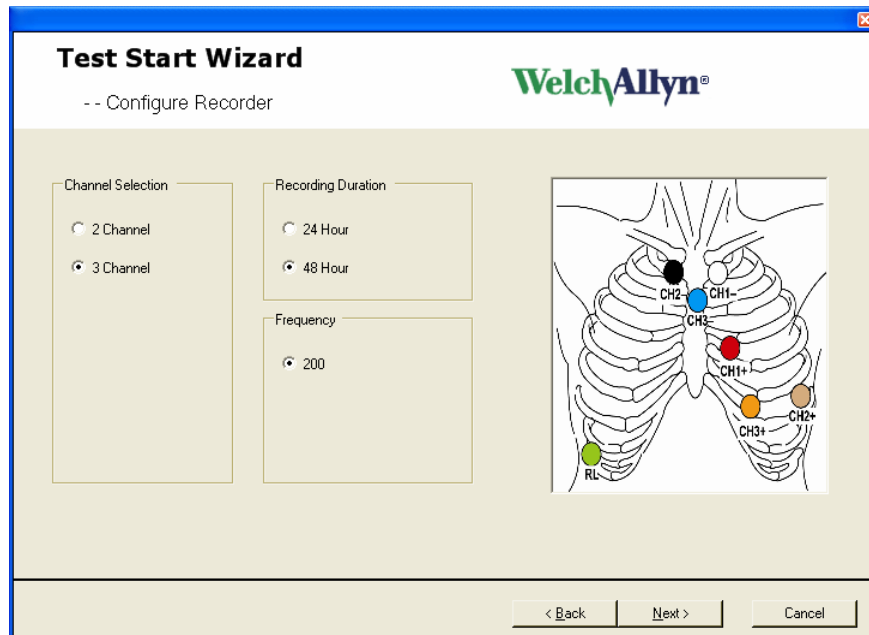 Test Start Wizard
WelchAllyn®
- - Configure Recorder
Channel Selection
2 Channel
3 Channel
Recording Duration
24 Hour
48 Hour
Frequency
200
CH2-
CH1-
CH3-
CH1+
CH2+
CH3+
RL
< Back
Next >
Cancel